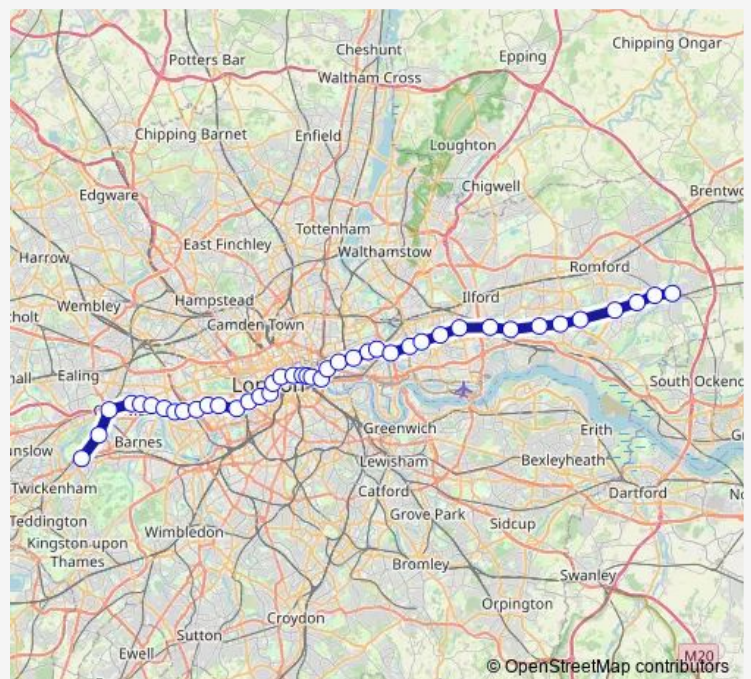 Cheshunt
Chipping Ongar
Potters Bar
Epping
Waltham Cross
Chipping Barnet
Enfield
Loughton
Edgware
Chigwell
Brentwo
Tottenham
East Finchley
Walthamstow
Harrow
Romford
Hampstead
Ilford
Wembley
holt
Camden Town
Ealing
London
South Ockend
Greenwich
Erith
Barnes
unslow
Lewisham
Bexleyheath
Twickenham
Catford
Dartford
Teddington
Grove Park
Sidcup
Wimbledon
Kingston upon
Thames
Bromley
Swanley
Orpington
Croydon
Sutton
Ewell
M20
© OpenStreetMap contributors